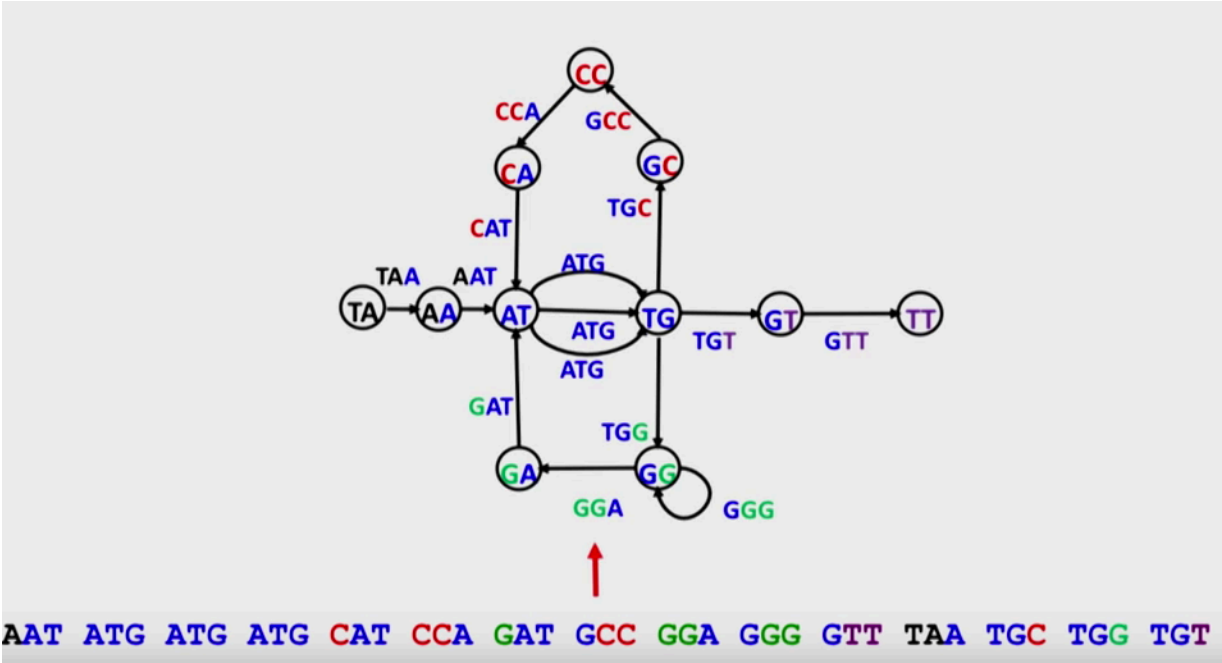 CC
CCA
GCC
CA
GC
TGC
CAT
ATG
TAA AAT
TA AA AT TG GT TT
ATG
TGT GTT
ATG
GAT
TGG
GA GG
GGA GGG
AAT ATG ATG ATG CAT CCA GAT GCC GGA GGG GTT TAA TGC TGG TGT